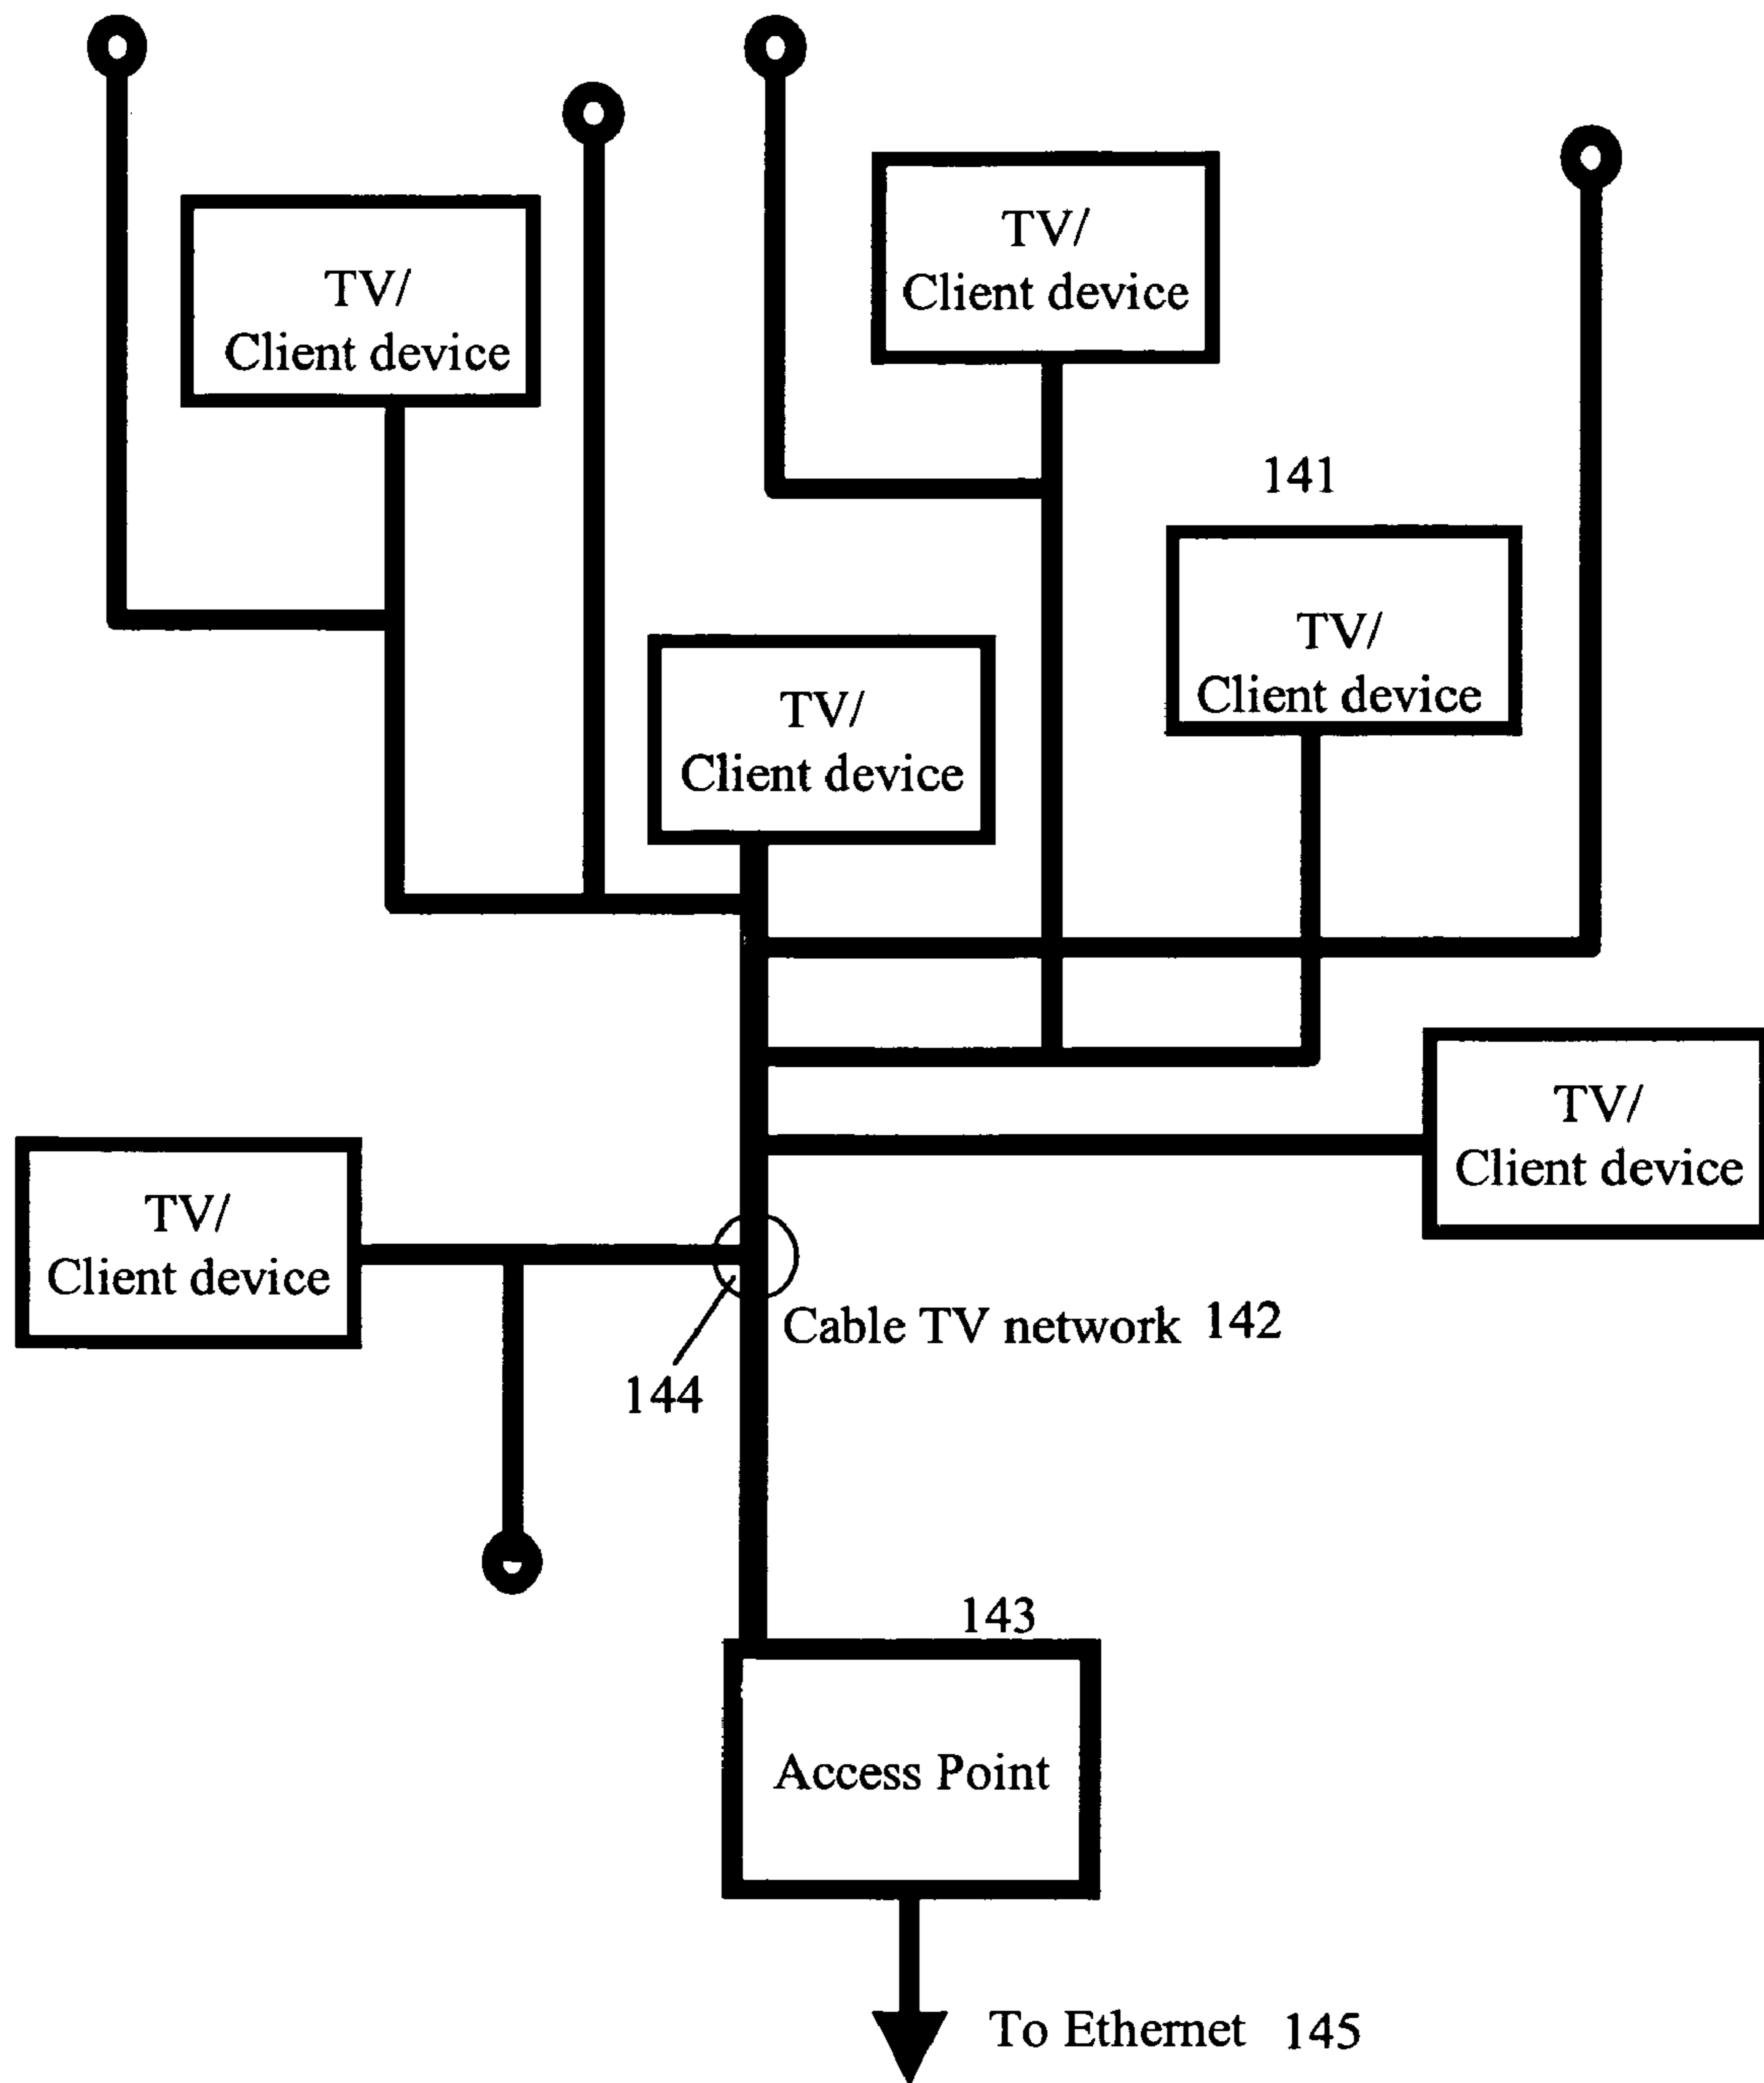 TV/
Client device
TV/
Client device
141
TV/
Client device
TV/
Client device
TV/
Client device
TV/
Client device
Cable TV network 142
144
143
Access Point
To Ethernet 145